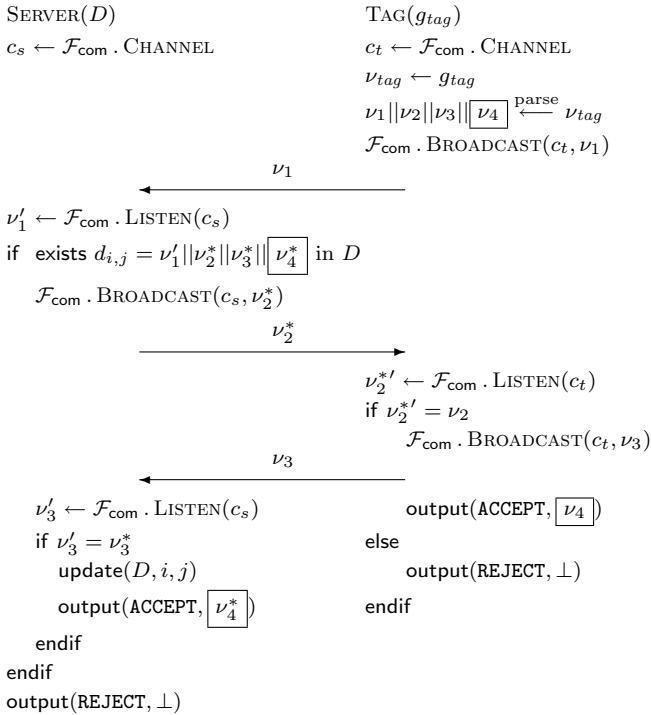 SERVER(D) TAG(g_tag)
c_s ← F_com . CHANNEL c_t ← F_com . CHANNEL
ν_tag ← g_tag
ν_1||ν_2||ν_3||ν_4 ←parse ν_tag
F_com . BROADCAST(c_t, ν_1)
ν_1
ν′_1 ← F_com . LISTEN(c_s)
if exists d_{i,j} = ν′_1||ν*_2||ν*_3||ν*_4 in D
F_com . BROADCAST(c_s, ν*_2)
ν*_2
ν*′_2 ← F_com . LISTEN(c_t)
if ν*′_2 = ν_2
F_com . BROADCAST(c_t, ν_3)
ν_3
ν′_3 ← F_com . LISTEN(c_s) output(ACCEPT, ν_4)
if ν′_3 = ν*_3 else
update(D, i, j) output(REJECT, ⊥)
output(ACCEPT, ν*_4) endif
endif
endif
output(REJECT, ⊥)